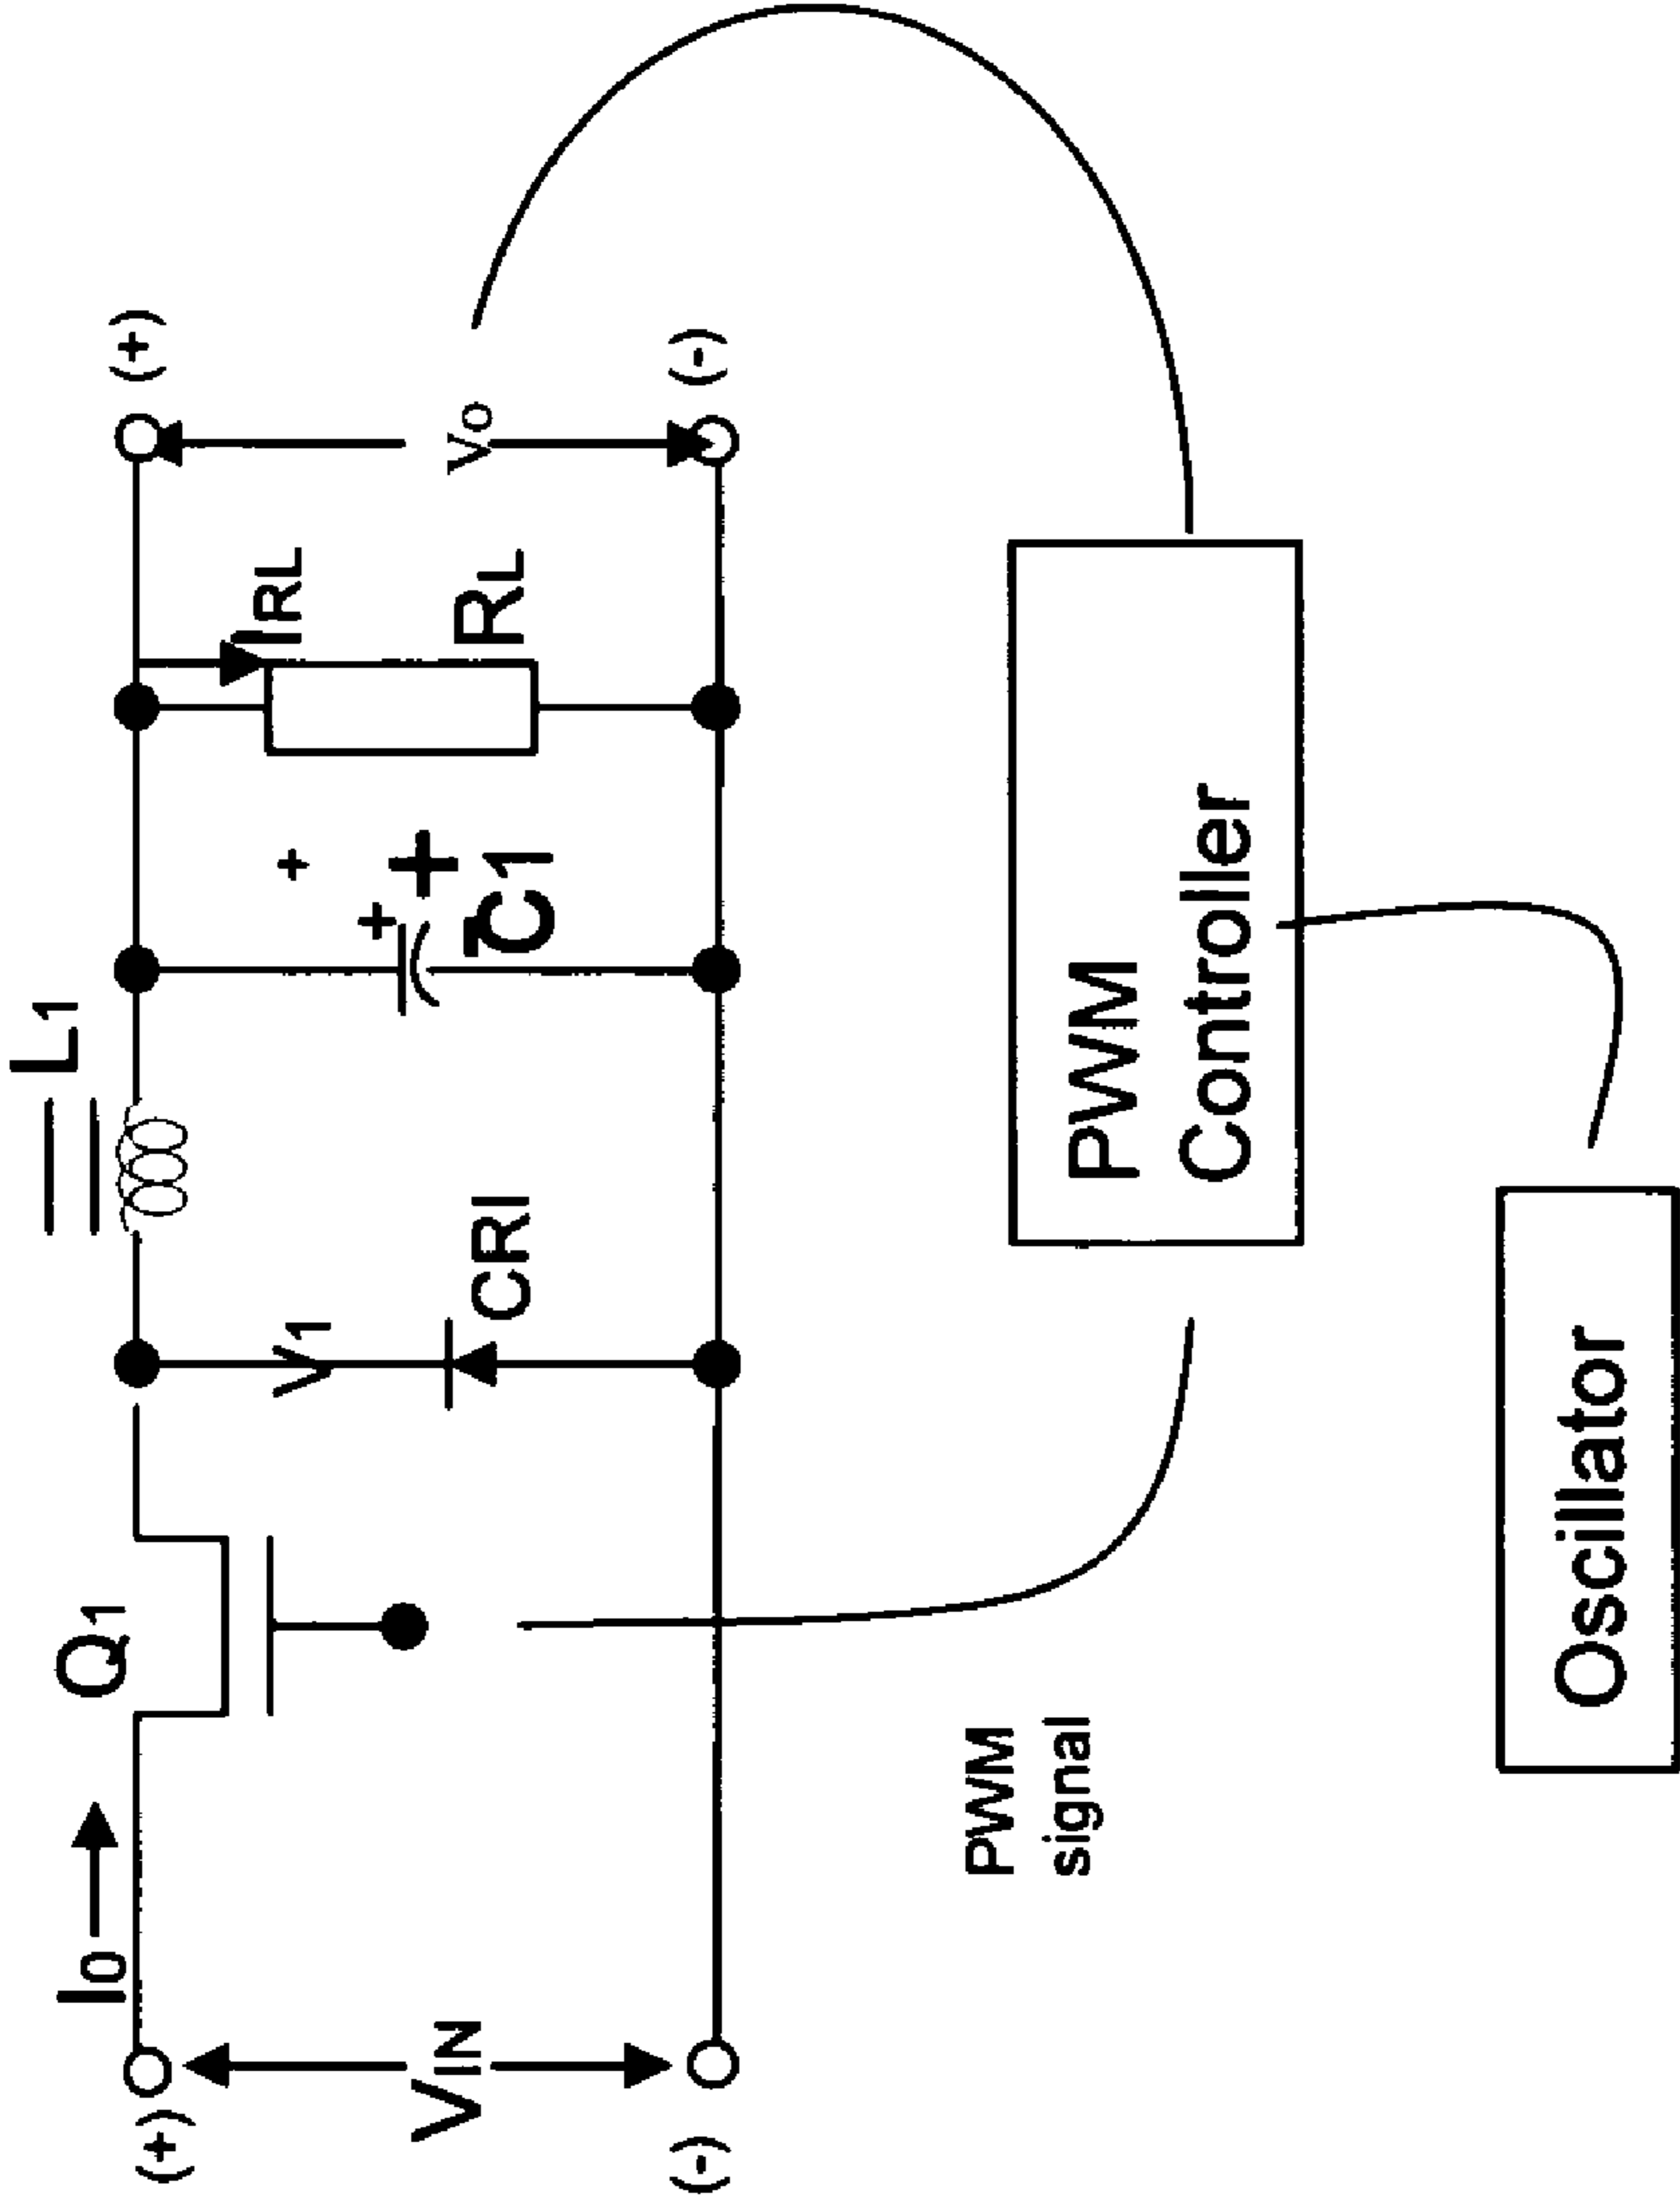 I0
Q1
L1
(+)
(+)
V1
+
IRL
+
+
VIN
CRI
C1
RL
Vo
(-)
(-)
PWM
signal
PWM
Controller
Oscillator